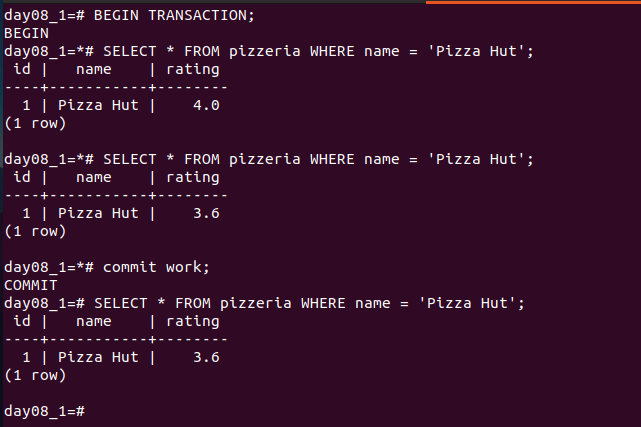 day08_1=# BEGIN TRANSACTION;
BEGIN
day08_1=*# SELECT * FROM pizzeria WHERE name = 'Pizza Hut';
 id |   name    | rating
----+-----------+--------
  1 | Pizza Hut |    4.0
(1 row)

day08_1=*# SELECT * FROM pizzeria WHERE name = 'Pizza Hut';
 id |   name    | rating
----+-----------+--------
  1 | Pizza Hut |    3.6
(1 row)

day08_1=*# commit work;
COMMIT
day08_1=# SELECT * FROM pizzeria WHERE name = 'Pizza Hut';
 id |   name    | rating
----+-----------+--------
  1 | Pizza Hut |    3.6
(1 row)

day08_1=#